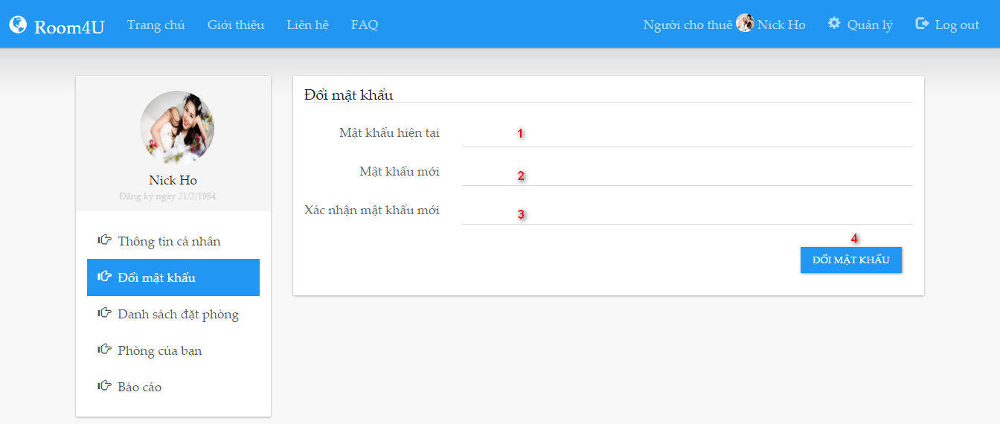 Room4U Trang chủ Giới thiệu Liên hệ FAQ Người cho thuê Nick Ho Quản lý Log out
Nick Ho
Đăng ký ngày 21/2/1984
Thông tin cá nhân
Đổi mật khẩu
Danh sách đặt phòng
Phòng của bạn
Báo cáo
Đổi mật khẩu
Mật khẩu hiện tại 1
Mật khẩu mới 2
Xác nhận mật khẩu mới 3
4
ĐỔI MẬT KHẨU